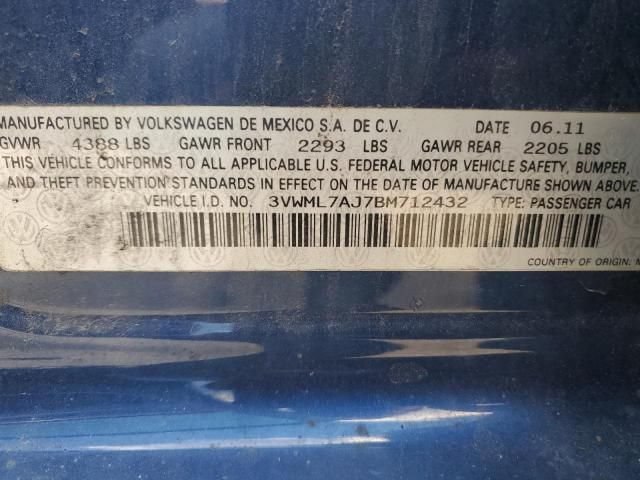 MANUFACTURED BY VOLKSWAGEN DE MEXICO S.A. DE C.V. DATE 06.11
GVWR 4388 LBS GAWR FRONT 2293 LBS GAWR REAR 2205 LBS
THIS VEHICLE CONFORMS TO ALL APPLICABLE U.S. FEDERAL MOTOR VEHICLE SAFETY, BUMPER,
AND THEFT PREVENTION STANDARDS IN EFFECT ON THE DATE OF MANUFACTURE SHOWN ABOVE.
VEHICLE I.D. NO. 3VWML7AJ7BM712432 TYPE: PASSENGER CAR
COUNTRY OF ORIGIN: